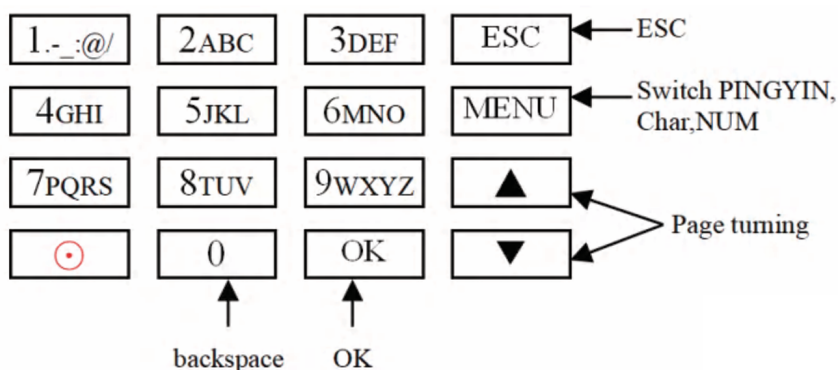 1.-_:@/ 2ABC 3DEF ESC ESC
4GHI 5JKL 6MNO MENU Switch PINGYIN,
Char,NUM
7PQRS 8TUV 9WXYZ ▲
Page turning
⊙ 0 OK ▼
backspace OK